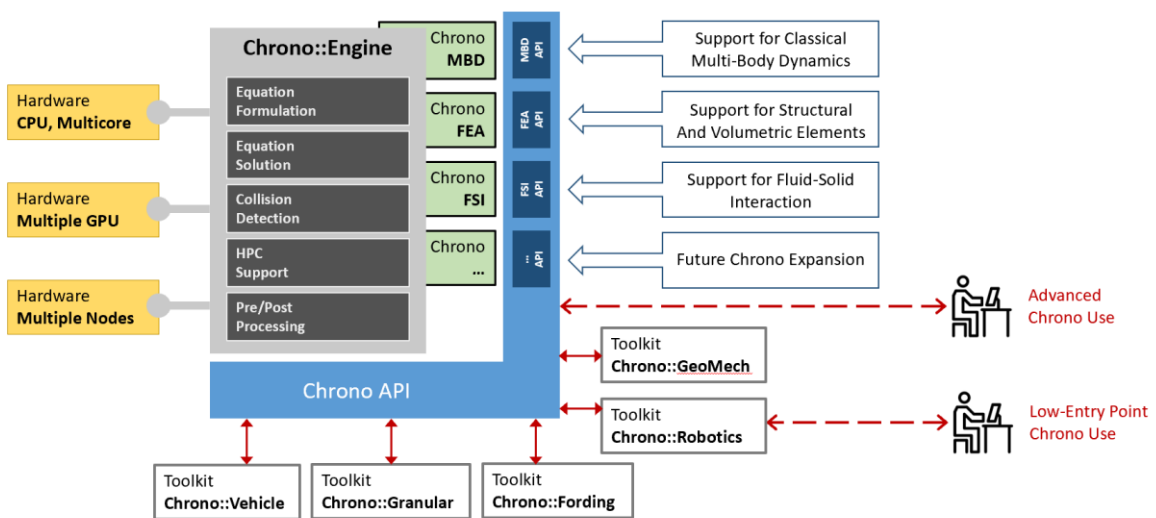 Chrono::Engine
Equation
Formulation
Equation
Solution
Collision
Detection
HPC
Support
Pre/Post
Processing
Hardware
CPU, Multicore
Hardware
Multiple GPU
Hardware
Multiple Nodes
Chrono
MBD
Chrono
FEA
Chrono
FSI
Chrono
...
MBD
API
FEA
API
FSI
API
...
API
Support for Classical
Multi-Body Dynamics
Support for Structural
And Volumetric Elements
Support for Fluid-Solid
Interaction
Future Chrono Expansion
Advanced
Chrono Use
Toolkit
Chrono::GeoMech
Chrono API
Toolkit
Chrono::Robotics
Low-Entry Point
Chrono Use
Toolkit
Chrono::Vehicle
Toolkit
Chrono::Granular
Toolkit
Chrono::Fording